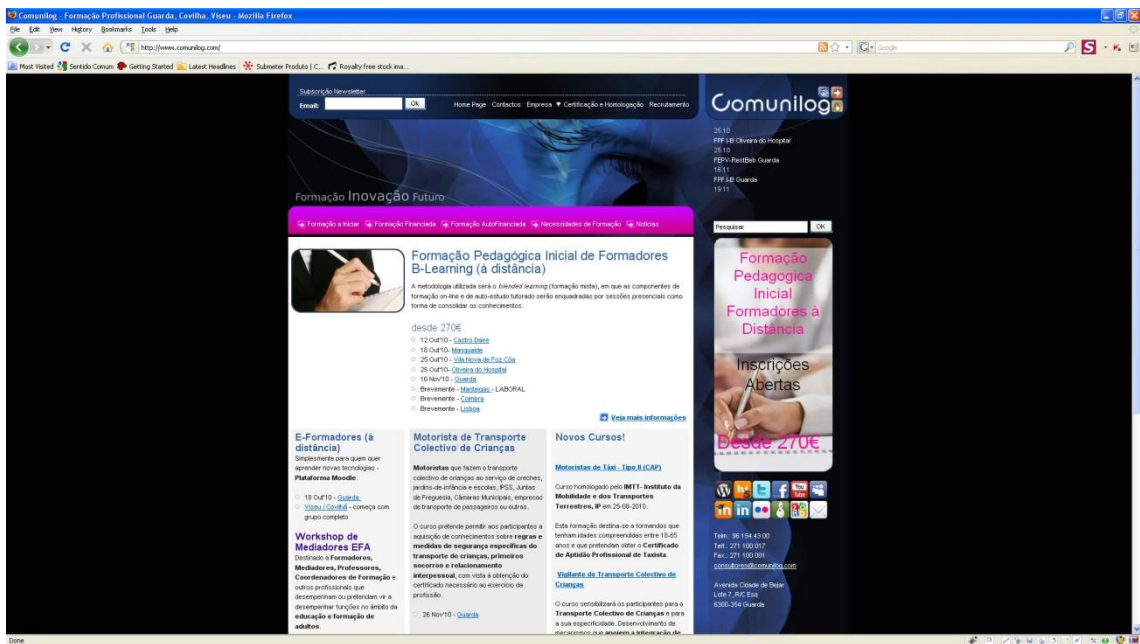 Comunilog - Formação Profissional Guarda, Covilha, Viseu - Mozilla Firefox
File Edit View History Bookmarks Tools Help
http://www.comunilog.com/
Google
Most Visited Sentido Comum Getting Started Latest Headlines Submeter Produto | C... Royalty free stock ima...
Subscrição Newsletter
Email: Ok
Home Page Contactos Empresa Certificação e Homologação Recrutamento
Comunilog
25.10
FPF I-B Oliveira do Hospital
25.10
FEPV-RestBeb Guarda
16.11
FPF I-B Guarda
19.11
Formação Inovação Futuro
Formação a Iniciar Formação Financiada Formação AutoFinanciada Necessidades de Formação Notícias
Pesquisar OK
Formação Pedagógica Inicial de Formadores
B-Learning (à distância)
A metodologia utilizada será o blended learning (formação mista), em que as componentes de
formação on-line e de auto-estudo tutorado serão enquadradas por sessões presenciais como
forma de consolidar os conhecimentos.
desde 270€
12 Out'10 - Castro Daire
18 Out'10- Mangualde
25 Out'10 - Vila Nova de Foz Côa
25 Out'10- Oliveira do Hospital
16 Nov'10 - Guarda
Brevemente - Manteigas - LABORAL
Brevemente - Coimbra
Brevemente - Lisboa
Veja mais informações
Formação
Pedagogica
Inicial
Formadores à
Distância
Inscrições
Abertas
Desde 270€
E-Formadores (à
distância)
Simplesmente para quem quer
aprender novas tecnologias -
Plataforma Moodle.
18 Out'10 - Guarda
Viseu / Covilhã - começa com
grupo completo
Workshop de
Mediadores EFA
Destinado a Formadores,
Mediadores, Professores,
Coordenadores de Formação e
outros profissionais que
desempenham ou pretendam vir a
desempenhar funções no âmbito da
educação e formação de
adultos.
Motorista de Transporte
Colectivo de Crianças
Motoristas que fazem o transporte
colectivo de crianças ao serviço de creches,
jardins-de-infância e escolas, IPSS, Juntas
de Freguesia, Câmaras Municipais, empresas
de transporte de passageiros ou outras.
O curso pretende permitir aos participantes a
aquisição de conhecimentos sobre regras e
medidas de segurança específicas do
transporte de crianças, primeiros
socorros e relacionamento
interpessoal, com vista à obtenção do
certificado necessário ao exercício da
profissão.
26 Nov'10 - Guarda
Novos Cursos!
Motoristas de Táxi - Tipo II (CAP)
Curso homologado pelo IMTT- Instituto da
Mobilidade e dos Transportes
Terrestres, IP em 25-08-2010.
Esta formação destina-se a formandos que
tenham idades compreendidas entre 18-65
anos e que pretendam obter o Certificado
de Aptidão Profissional de Taxista.
Vigilante de Transporte Colectivo de
Crianças
O curso sensibilizará os participantes para o
Transporte Colectivo de Crianças e para
a sua especificidade. Desenvolvimento de
mecanismos que apoiem a integração de
You
Tube
Telm.: 96 154 43 00
Telf.: 271 100 017
Fax.: 271 100 001
consultores@comunilog.com
Avenida Cidade de Bejar
Lote 7, R/C Esq
6300-354 Guarda
Done